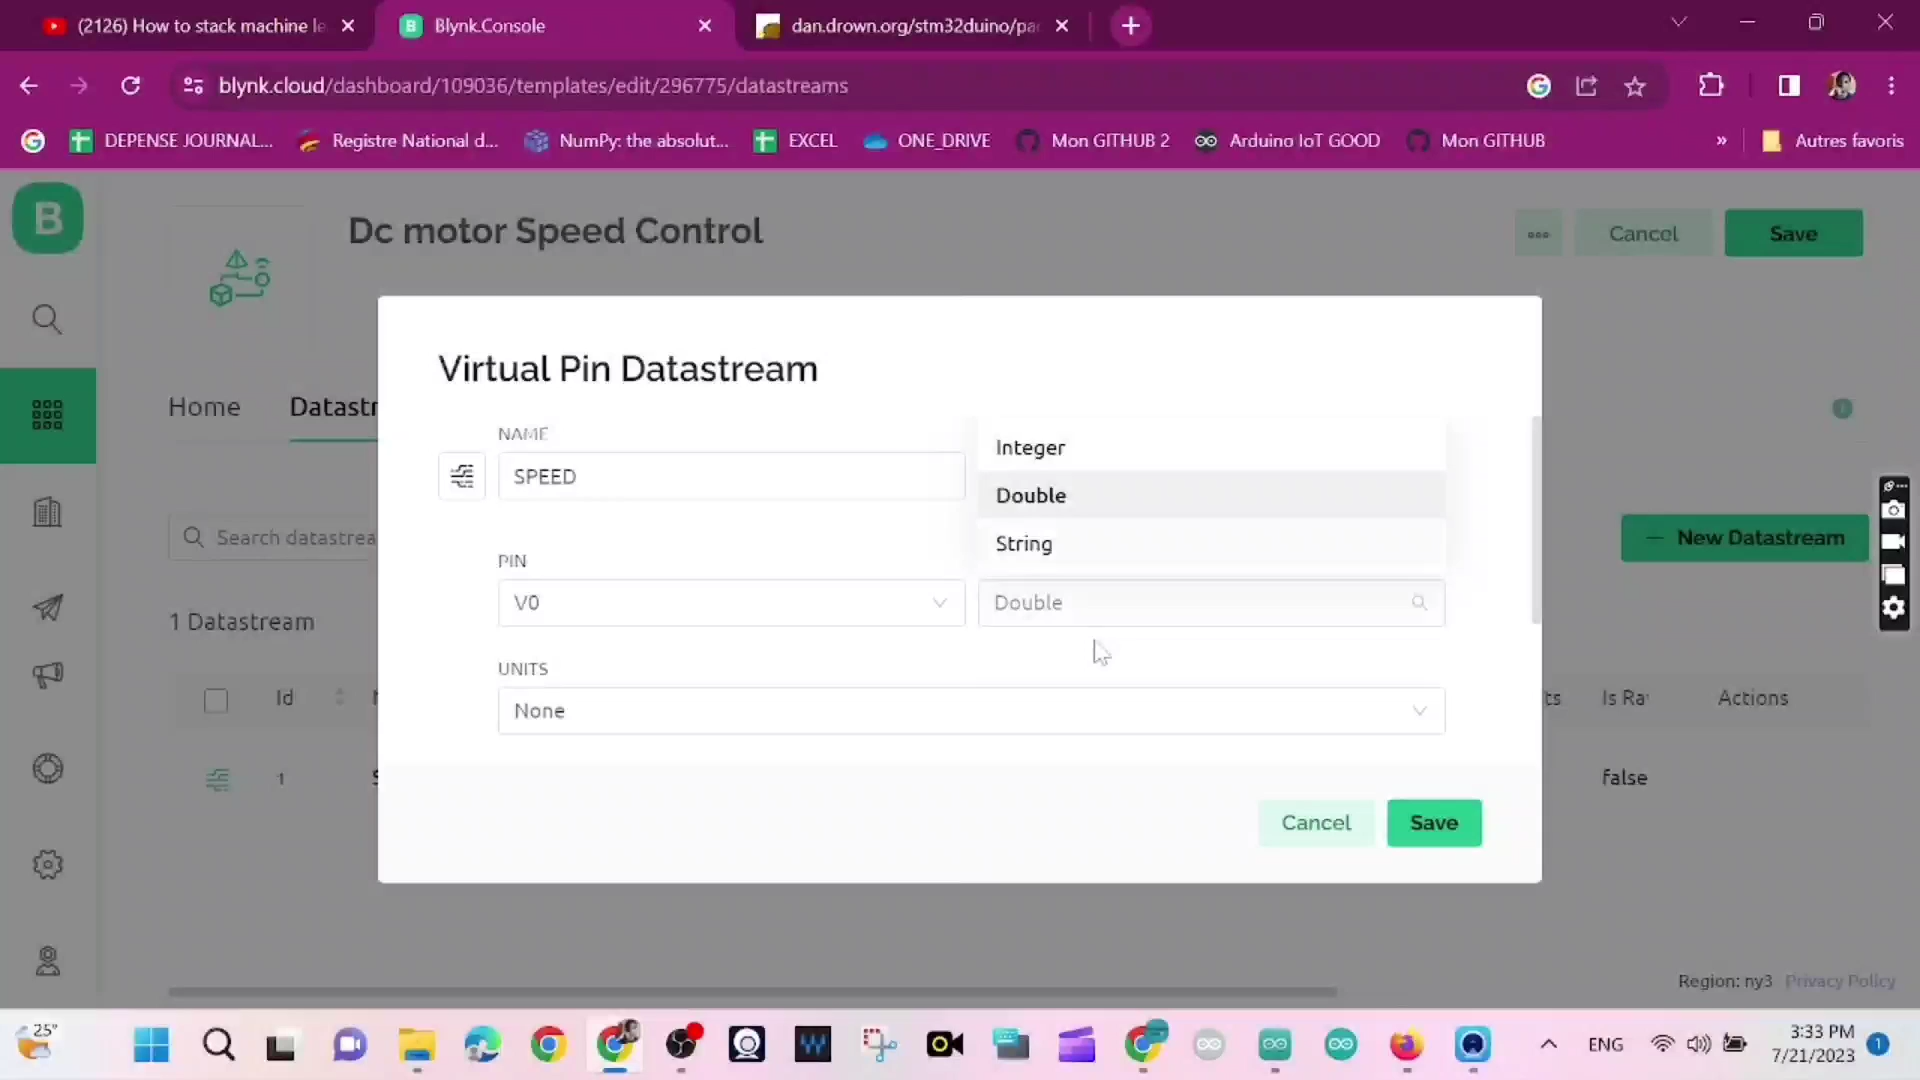 (2126) How to stack machine le
Blynk.Console
dan.drown.org/stm32duino/pa
blynk.cloud/dashboard/109036/templates/edit/296775/datastreams
DEPENSE JOURNAL...
Registre National d...
NumPy: the absolut...
EXCEL
ONE_DRIVE
Mon GITHUB 2
Arduino IoT GOOD
Mon GITHUB
»
Autres favoris
B
Dc motor Speed Control
Cancel
Save
Virtual Pin Datastream
Home
Datastr
NAME
SPEED
Integer
Double
String
Search datastrea
New Datastream
PIN
V0
Double
1 Datastream
UNITS
None
Id
ts
Is Ra
Actions
1
false
Cancel
Save
Region: ny3
Privacy Policy
25°
ENG
3:33 PM
7/21/2023
1